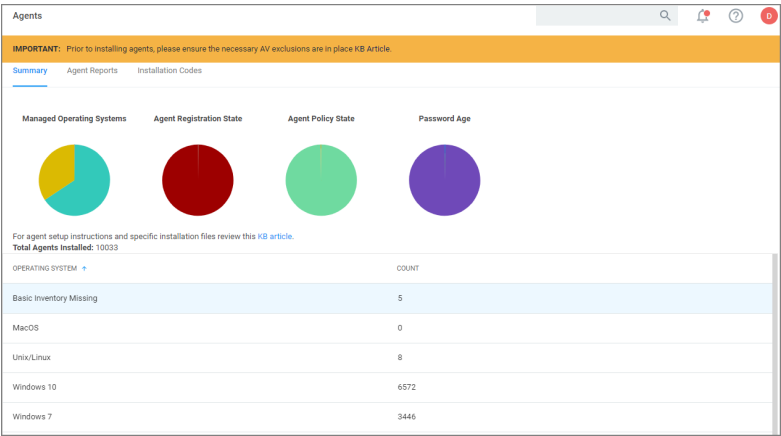 Agents
D
IMPORTANT: Prior to installing agents, please ensure the necessary AV exclusions are in place KB Article.
Summary Agent Reports Installation Codes
Managed Operating Systems Agent Registration State Agent Policy State Password Age
For agent setup instructions and specific installation files review this KB article.
Total Agents Installed: 10033
OPERATING SYSTEM ↑ COUNT
Basic Inventory Missing 5
MacOS 0
Unix/Linux 8
Windows 10 6572
Windows 7 3446